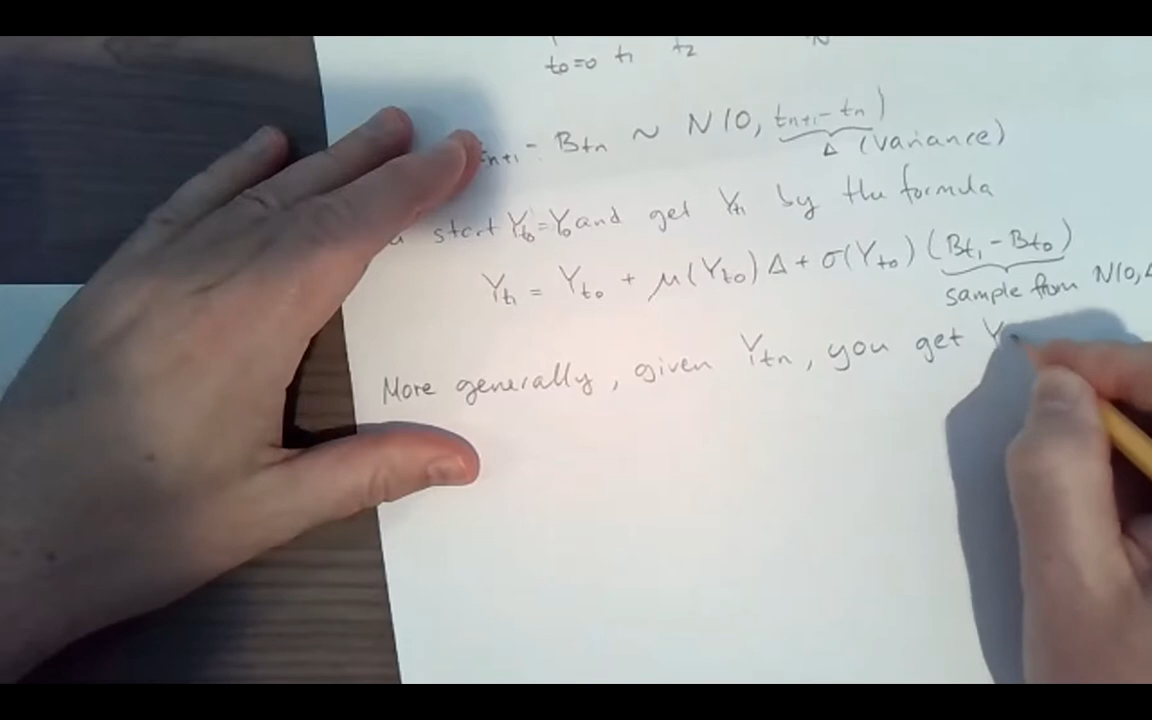 t₀=0 t₁ t₂ N
tₙ₊₁ - Btₙ ~ N(0, tₙ₊₁ - tₙ)
Δ (variance)
start Yt₀ = Y₀ and get Yt₁ by the formula
Yt₁ = Yt₀ + μ(Yt₀) Δ + σ(Yt₀) (Bt₁ - Bt₀)
sample from N(0, Δ
More generally, given Ytₙ, you get Y